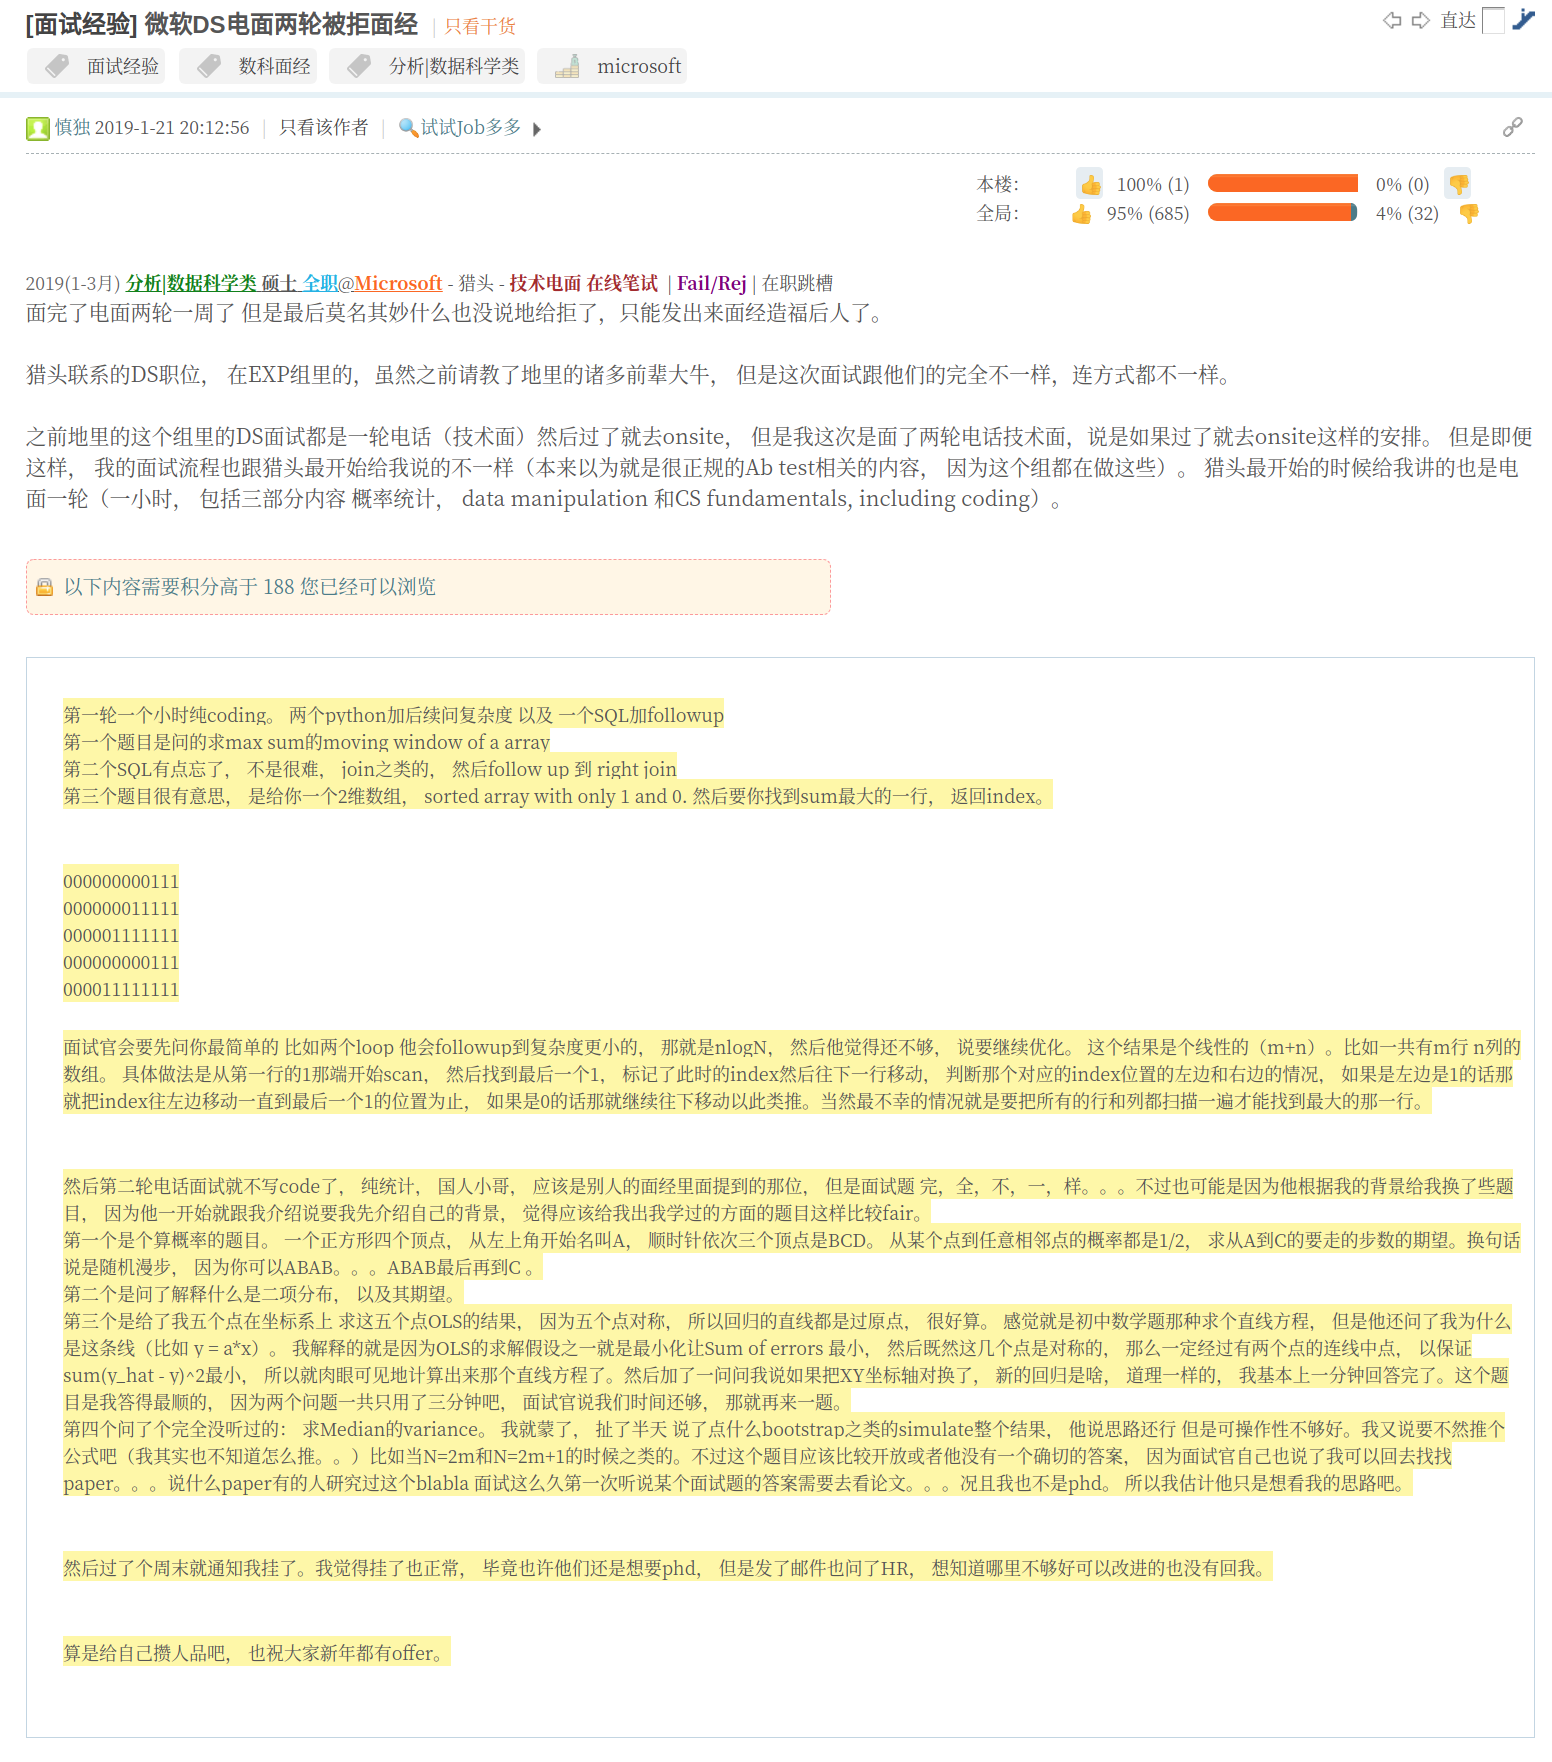 [面试经验] 微软DS电面两轮被拒面经 | 只看干货
直达
面试经验 数科面经 分析|数据科学类 microsoft
慎独 2019-1-21 20:12:56 | 只看该作者 | 试试Job多多
本楼： 100% (1) 0% (0)
全局： 95% (685) 4% (32)
2019(1-3月) 分析|数据科学类 硕士 全职@Microsoft - 猎头 - 技术电面 在线笔试 | Fail/Rej | 在职跳槽
面完了电面两轮一周了 但是最后莫名其妙什么也没说地给拒了，只能发出来面经造福后人了。
猎头联系的DS职位， 在EXP组里的，虽然之前请教了地里的诸多前辈大牛， 但是这次面试跟他们的完全不一样，连方式都不一样。
之前地里的这个组里的DS面试都是一轮电话（技术面）然后过了就去onsite， 但是我这次是面了两轮电话技术面，说是如果过了就去onsite这样的安排。 但是即便
这样， 我的面试流程也跟猎头最开始给我说的不一样（本来以为就是很正规的Ab test相关的内容， 因为这个组都在做这些）。 猎头最开始的时候给我讲的也是电
面一轮（一小时， 包括三部分内容 概率统计， data manipulation 和CS fundamentals, including coding）。
以下内容需要积分高于 188 您已经可以浏览
第一轮一个小时纯coding。 两个python加后续问复杂度 以及 一个SQL加followup
第一个题目是问的求max sum的moving window of a array
第二个SQL有点忘了， 不是很难， join之类的， 然后follow up 到 right join
第三个题目很有意思， 是给你一个2维数组， sorted array with only 1 and 0. 然后要你找到sum最大的一行， 返回index。
000000000111
000000011111
000001111111
000000000111
000011111111
面试官会要先问你最简单的 比如两个loop 他会followup到复杂度更小的， 那就是nlogN， 然后他觉得还不够， 说要继续优化。 这个结果是个线性的（m+n）。比如一共有m行 n列的
数组。 具体做法是从第一行的1那端开始scan， 然后找到最后一个1， 标记了此时的index然后往下一行移动， 判断那个对应的index位置的左边和右边的情况， 如果是左边是1的话那
就把index往左边移动一直到最后一个1的位置为止， 如果是0的话那就继续往下移动以此类推。当然最不幸的情况就是要把所有的行和列都扫描一遍才能找到最大的那一行。
然后第二轮电话面试就不写code了， 纯统计， 国人小哥， 应该是别人的面经里面提到的那位， 但是面试题 完，全，不，一，样。。。不过也可能是因为他根据我的背景给我换了些题
目， 因为他一开始就跟我介绍说要我先介绍自己的背景， 觉得应该给我出我学过的方面的题目这样比较fair。
第一个是个算概率的题目。 一个正方形四个顶点， 从左上角开始名叫A， 顺时针依次三个顶点是BCD。 从某个点到任意相邻点的概率都是1/2， 求从A到C的要走的步数的期望。换句话
说是随机漫步， 因为你可以ABAB。。。ABAB最后再到C 。
第二个是问了解释什么是二项分布， 以及其期望。
第三个是给了我五个点在坐标系上 求这五个点OLS的结果， 因为五个点对称， 所以回归的直线都是过原点， 很好算。 感觉就是初中数学题那种求个直线方程， 但是他还问了我为什么
是这条线（比如 y = a*x）。 我解释的就是因为OLS的求解假设之一就是最小化让Sum of errors 最小， 然后既然这几个点是对称的， 那么一定经过有两个点的连线中点， 以保证
sum(y_hat - y)^2最小， 所以就肉眼可见地计算出来那个直线方程了。然后加了一问问我说如果把XY坐标轴对换了， 新的回归是啥， 道理一样的， 我基本上一分钟回答完了。这个题
目是我答得最顺的， 因为两个问题一共只用了三分钟吧， 面试官说我们时间还够， 那就再来一题。
第四个问了个完全没听过的： 求Median的variance。 我就蒙了， 扯了半天 说了点什么bootstrap之类的simulate整个结果， 他说思路还行 但是可操作性不够好。我又说要不然推个
公式吧（我其实也不知道怎么推。。）比如当N=2m和N=2m+1的时候之类的。不过这个题目应该比较开放或者他没有一个确切的答案， 因为面试官自己也说了我可以回去找找
paper。。。说什么paper有的人研究过这个blabla 面试这么久第一次听说某个面试题的答案需要去看论文。。。况且我也不是phd。 所以我估计他只是想看我的思路吧。
然后过了个周末就通知我挂了。我觉得挂了也正常， 毕竟也许他们还是想要phd， 但是发了邮件也问了HR， 想知道哪里不够好可以改进的也没有回我。
算是给自己攒人品吧， 也祝大家新年都有offer。